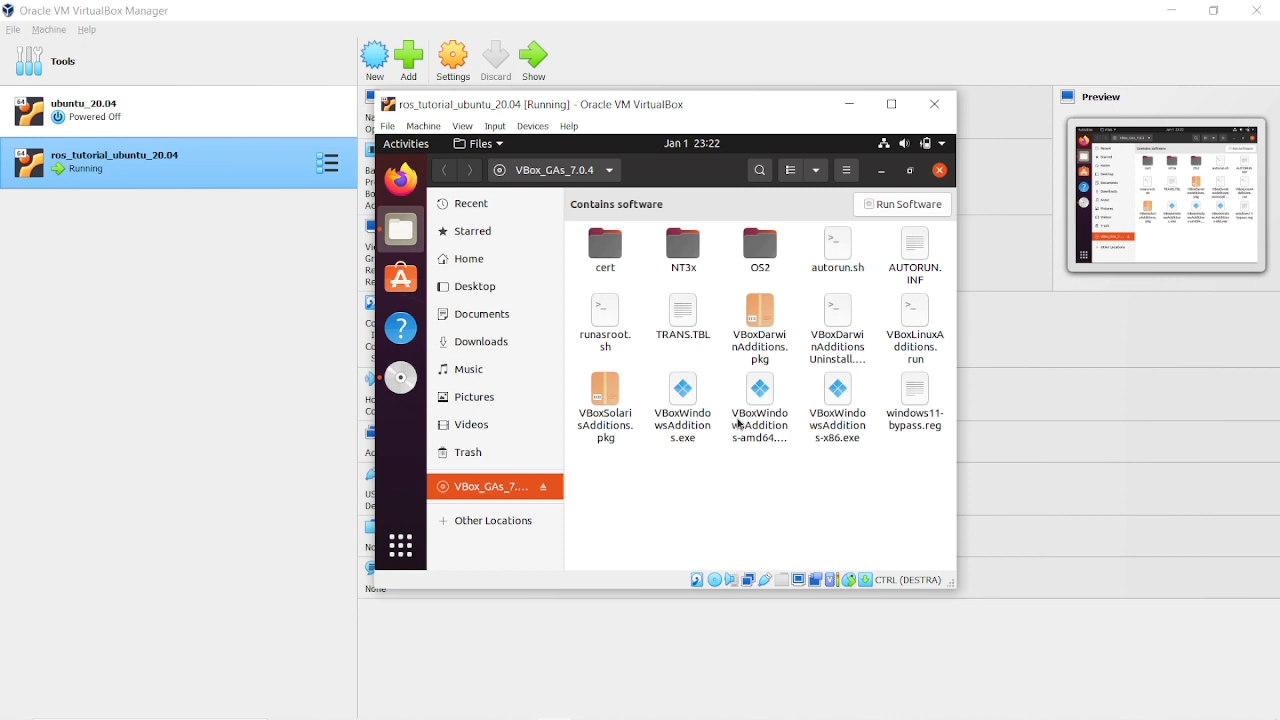 Oracle VM VirtualBox Manager
File Machine Help
Tools
New Add Settings Discard Show
64 ubuntu_20.04
Powered Off
64 ros_tutorial_ubuntu_20.04
Running
Preview
64 ros_tutorial_ubuntu_20.04 [Running] - Oracle VM VirtualBox
File Machine View Input Devices Help
Activities Files Jan 1 23:22
VBox_GAs_7.0.4
Recent
Starred
Home
Desktop
Documents
Downloads
Music
Pictures
Videos
Trash
VBox_GAs_7....
+ Other Locations
Contains software Run Software
cert NT3x OS2 autorun.sh AUTORUN.
INF
runasroot. TRANS.TBL VBoxDarwi VBoxDarwi VBoxLinuxA
sh nAdditions. nAdditions dditions.
pkg Uninstall.... run
VBoxSolari VBoxWindo VBoxWindo VBoxWindo windows11-
sAdditions. wsAddition wsAddition wsAddition bypass.reg
pkg s.exe s-amd64.... s-x86.exe
CTRL (DESTRA)
None